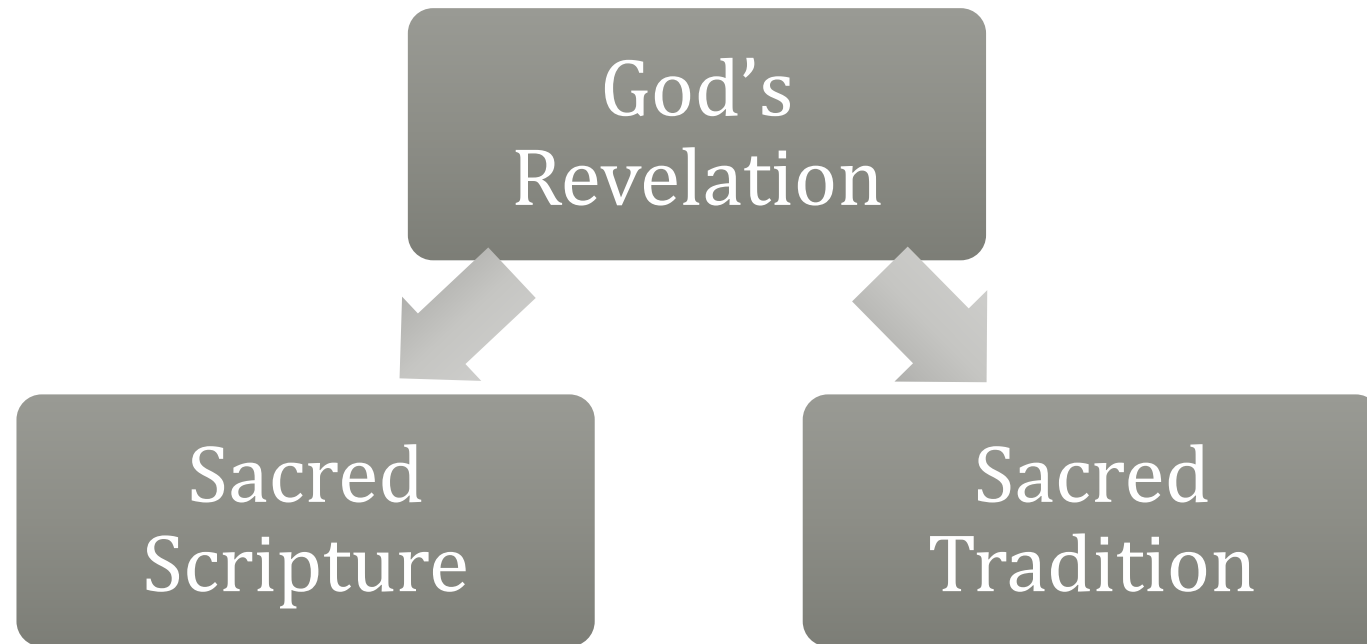 God’s
Revelation
Sacred
Scripture
Sacred
Tradition